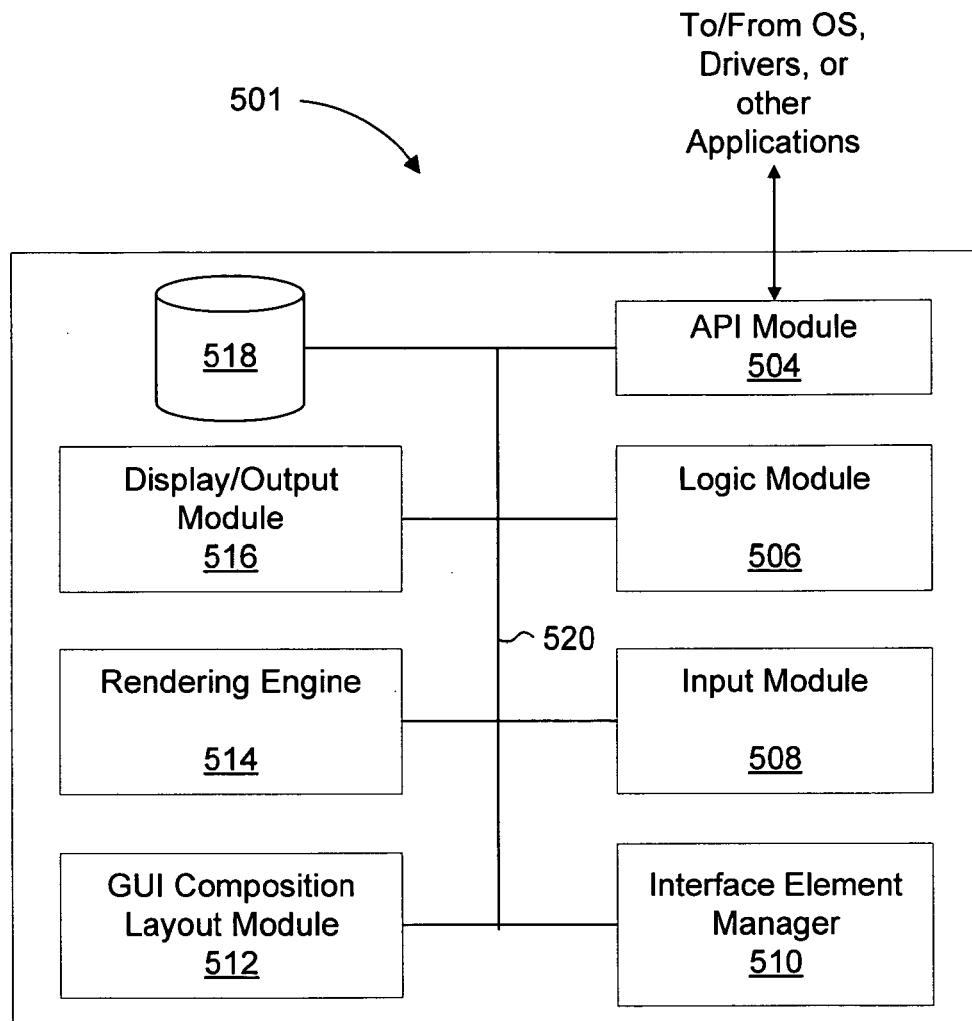 To/From OS,
Drivers, or
other
Applications
501
518
API Module
504
Display/Output
Module
516
Logic Module
506
520
Rendering Engine
514
Input Module
508
GUI Composition
Layout Module
512
Interface Element
Manager
510